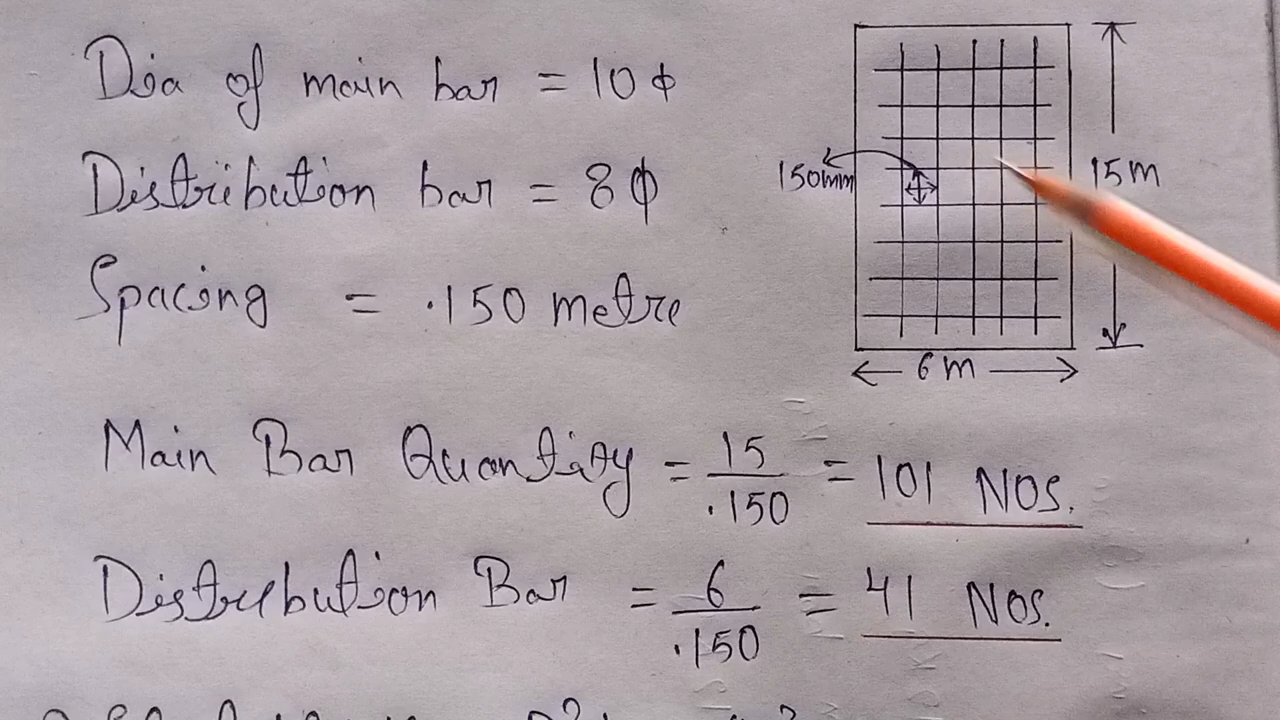 Dia of main bar = 10 ϕ
Distribution bar = 8 ϕ
Spacing = .150 metre
150mm
15m
6m
Main Bar Quantity = 15/.150 = 101 NOS.
Distribution Bar = 6/.150 = 41 NOS.